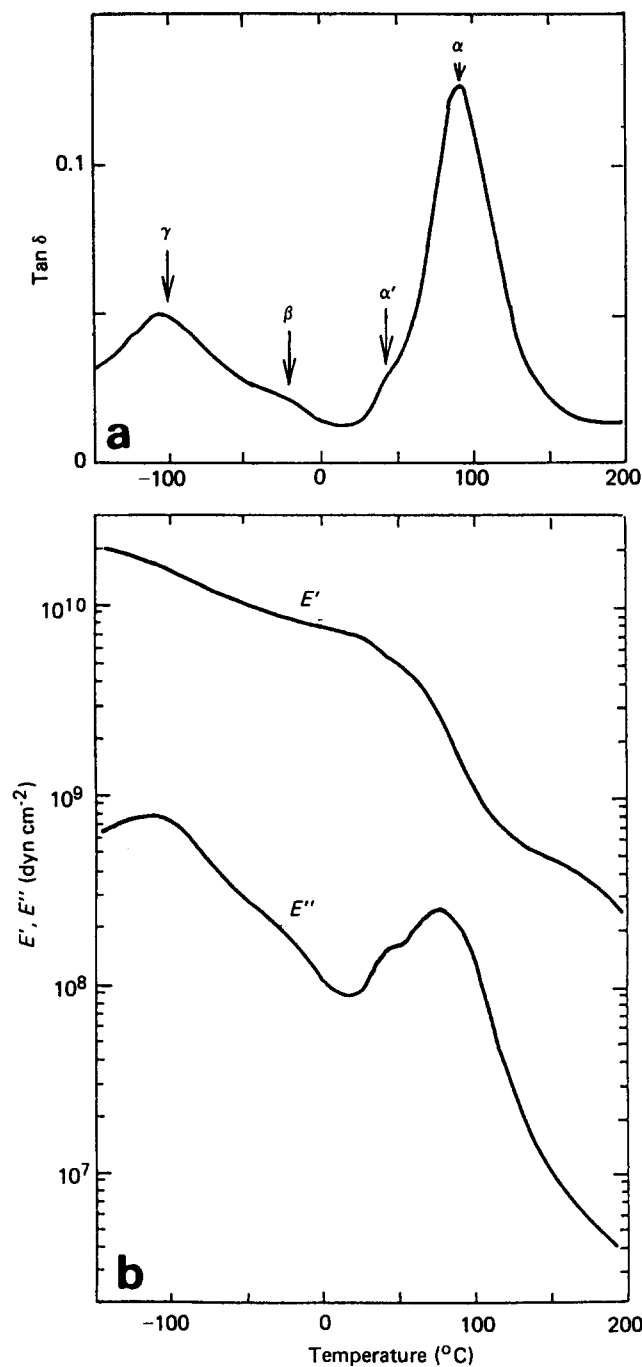 α
0.1
γ
Tan δ
β
α′
a
0
−100
0
100
200
10¹⁰
E′
10⁹
E′, E″ (dyn cm⁻²)
E″
10⁸
10⁷
b
−100
0
100
200
Temperature (°C)